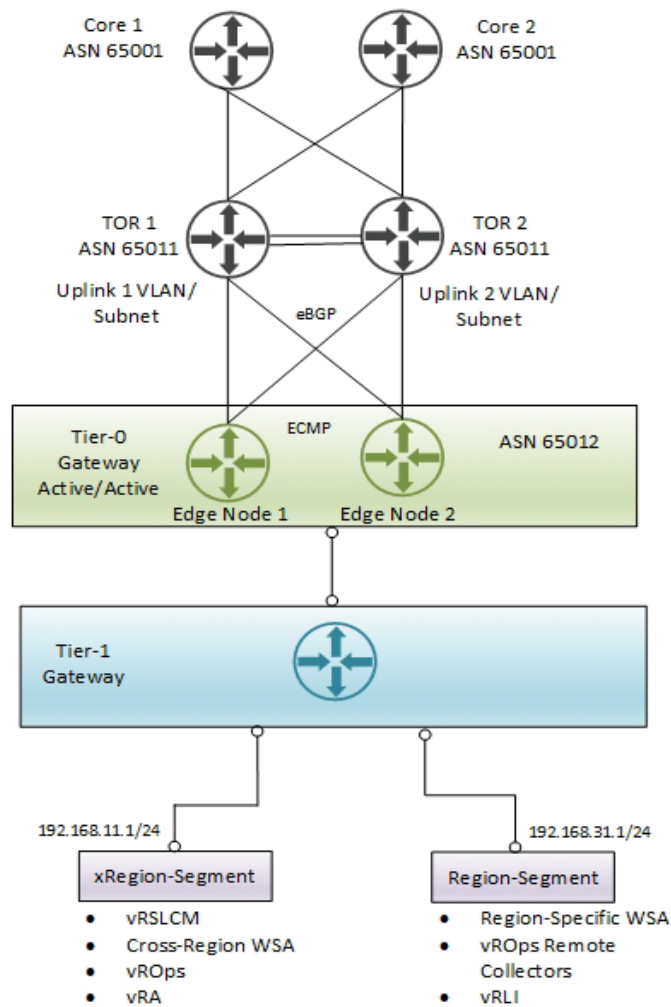 Core 1
ASN 65001
Core 2
ASN 65001
TOR 1
ASN 65011
TOR 2
ASN 65011
Uplink 1 VLAN/
Subnet
eBGP
Uplink 2 VLAN/
Subnet
Tier-0
Gateway
Active/Active
ECMP
ASN 65012
Edge Node 1
Edge Node 2
Tier-1
Gateway
192.168.11.1/24
192.168.31.1/24
xRegion-Segment
Region-Segment
• vRSLCM
• Cross-Region WSA
• vROps
• vRA
• Region-Specific WSA
• vROps Remote
Collectors
• vRLI